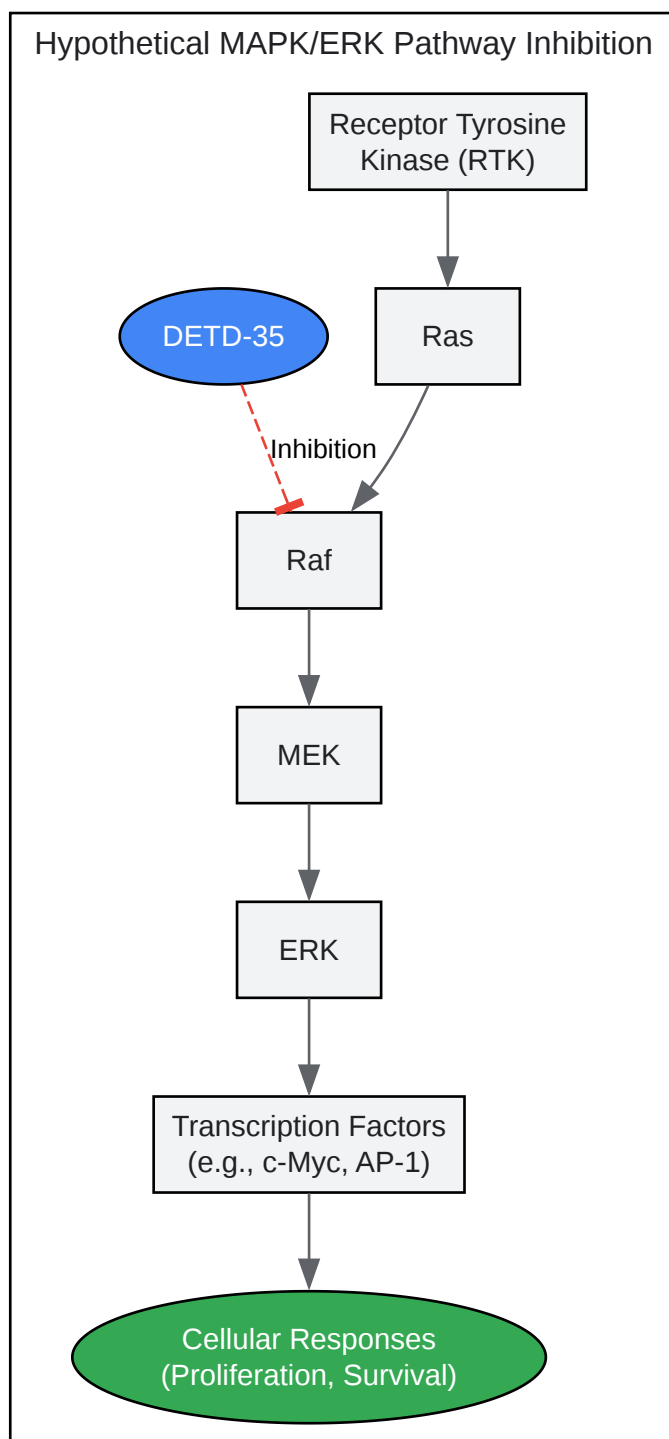 Hypothetical MAPK/ERK Pathway Inhibition
Receptor Tyrosine
Kinase (RTK)
DETD-35
Ras
Inhibition
Raf
MEK
ERK
Transcription Factors
(e.g., c-Myc, AP-1)
Cellular Responses
(Proliferation, Survival)